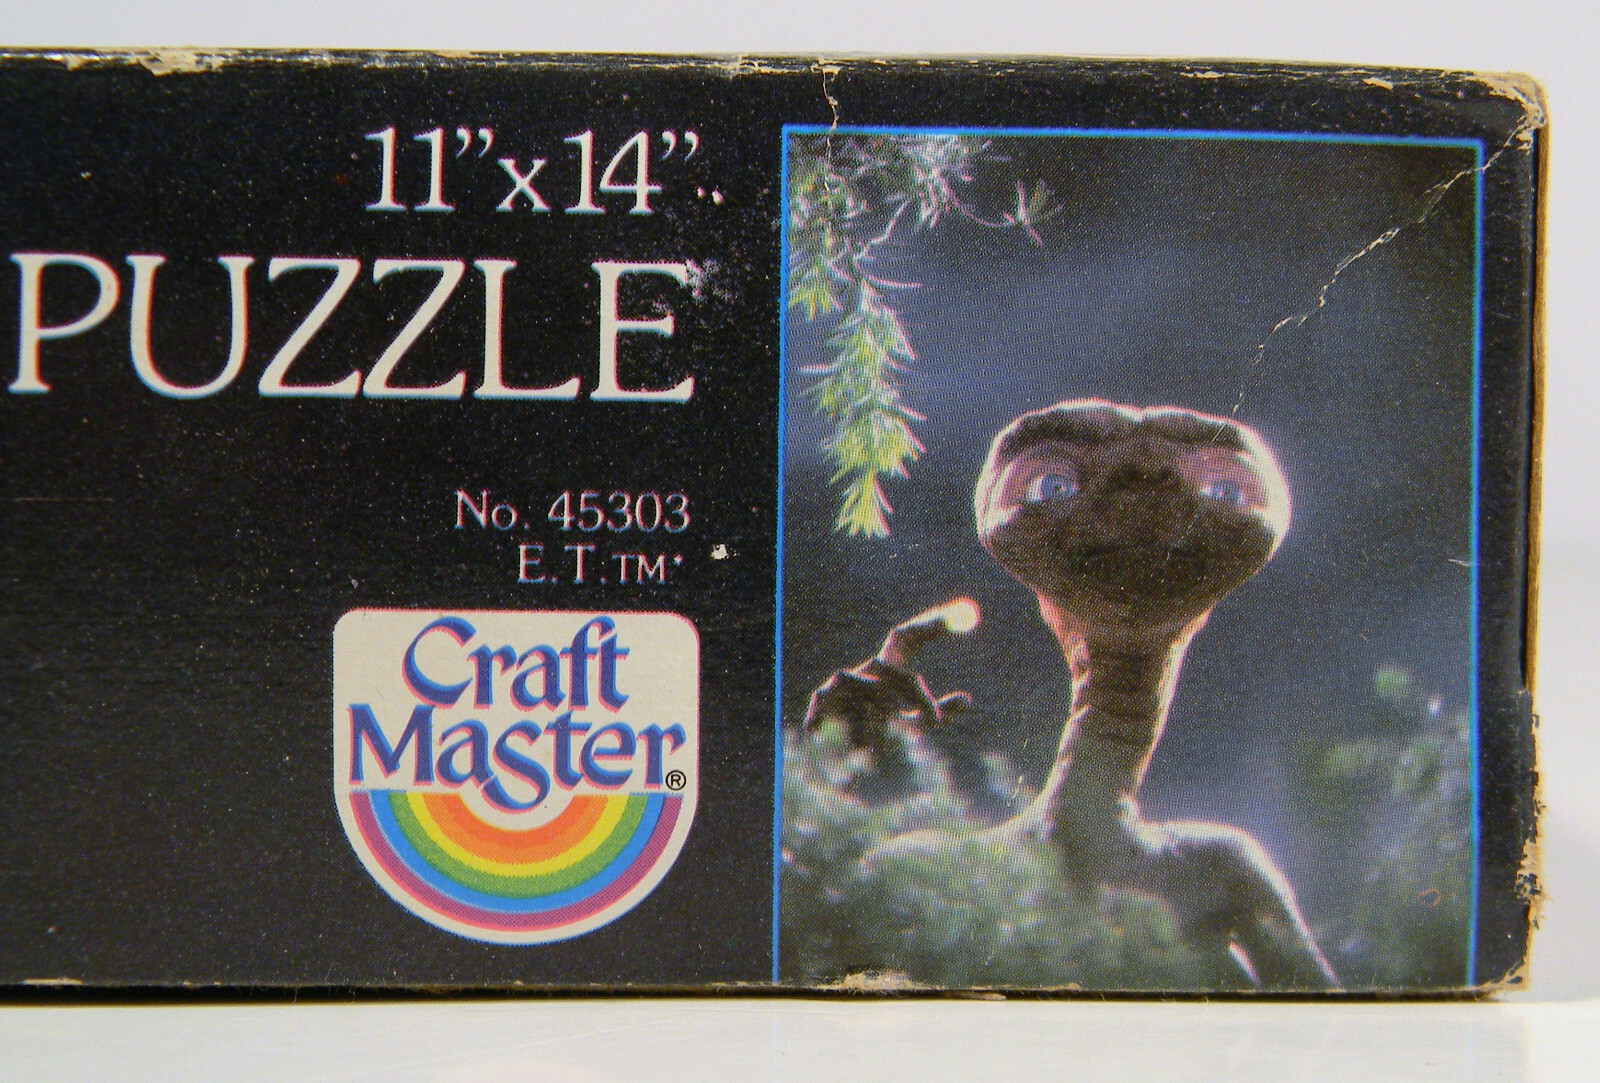 11"x14"
PUZZLE
No. 45303
E.T.™
Craft
Master®